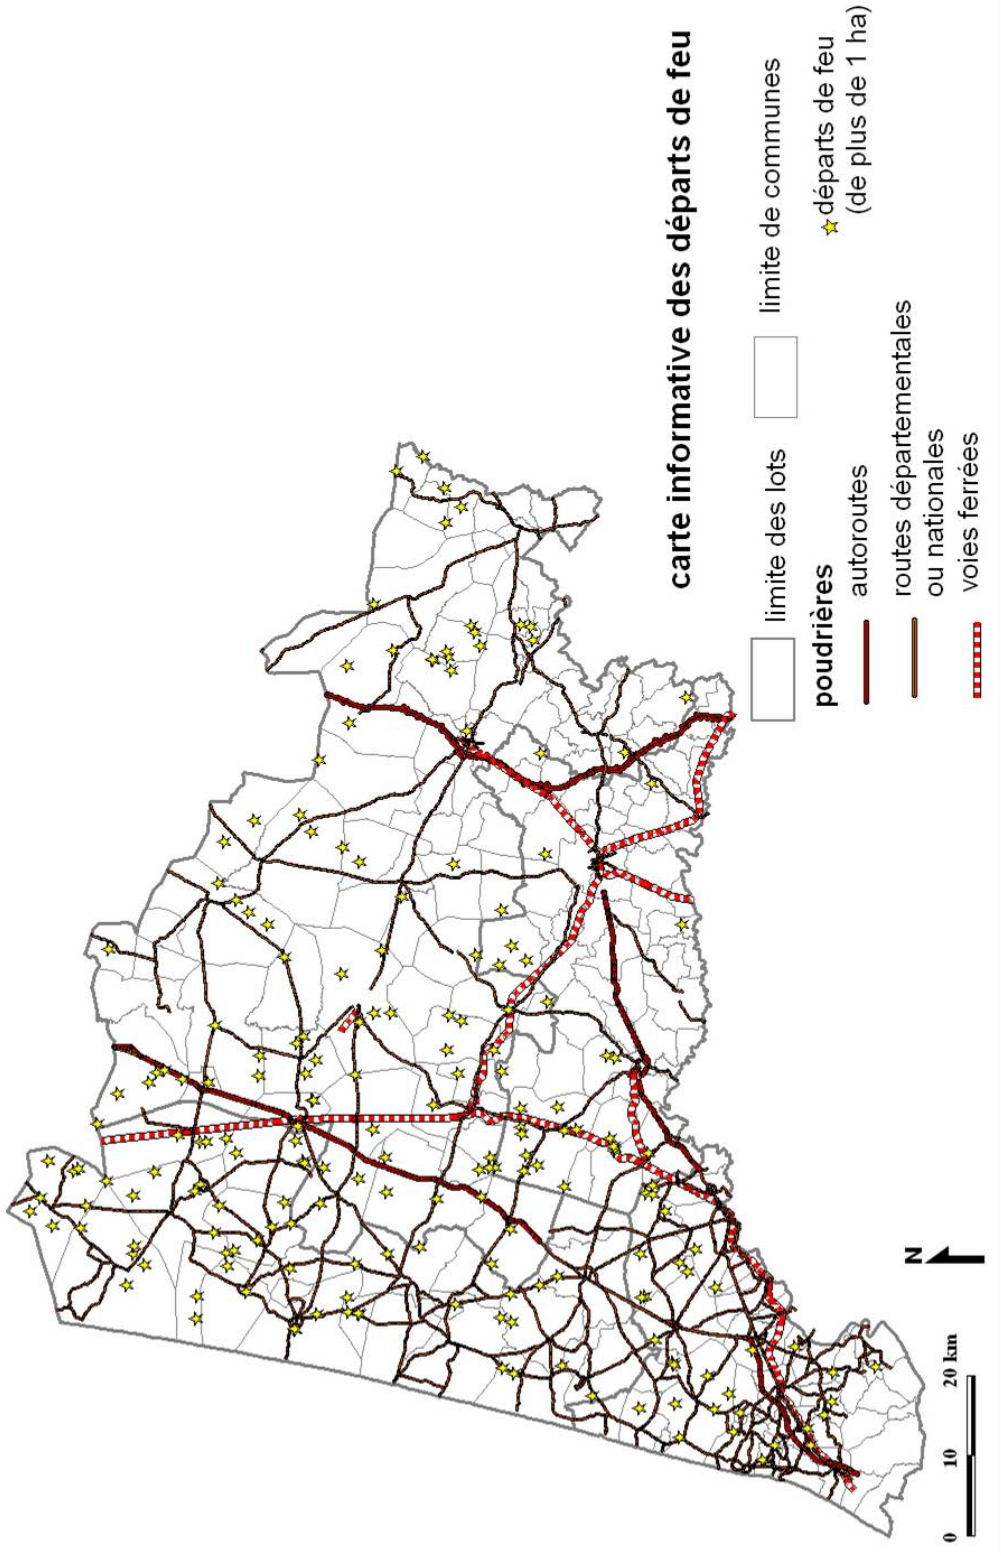 carte informative des départs de feu
limite des lots
limite de communes
poudrières
départs de feu
(de plus de 1 ha)
autoroutes
routes départementales
ou nationales
voies ferrées
N
0 10 20 km